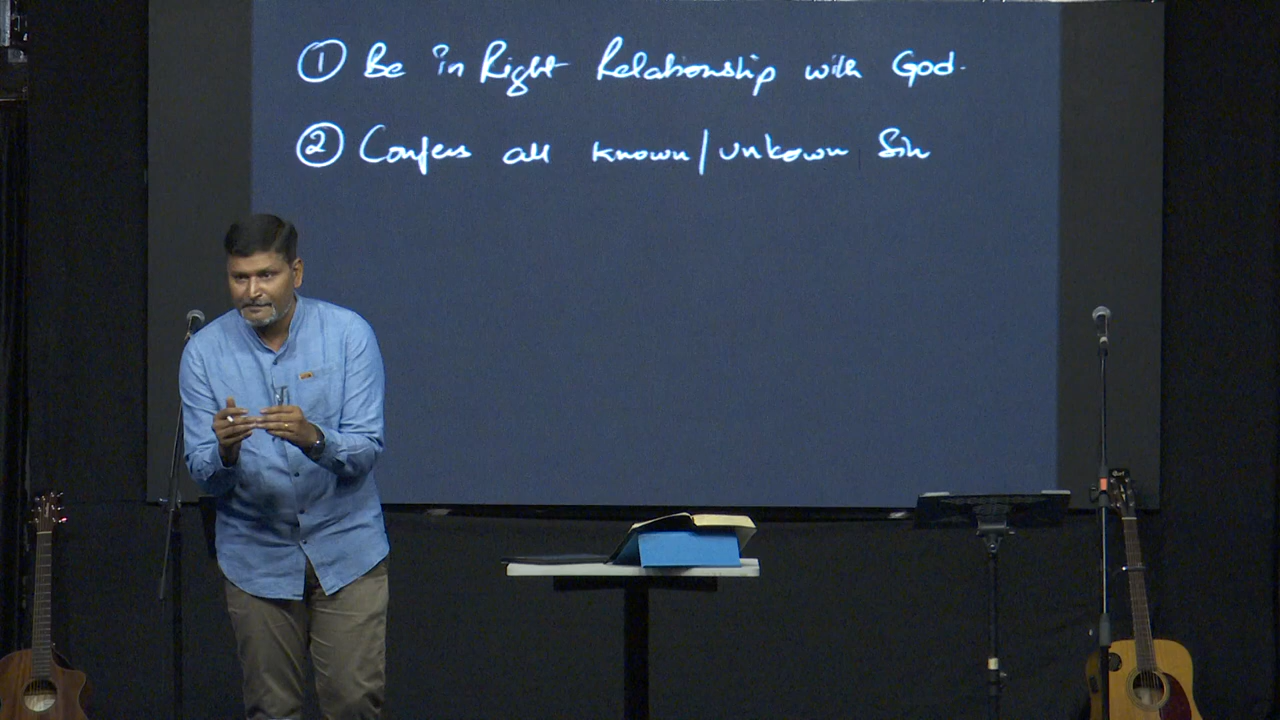 ① Be in Right Relationship with God.
② Confess all known/unkown Sin